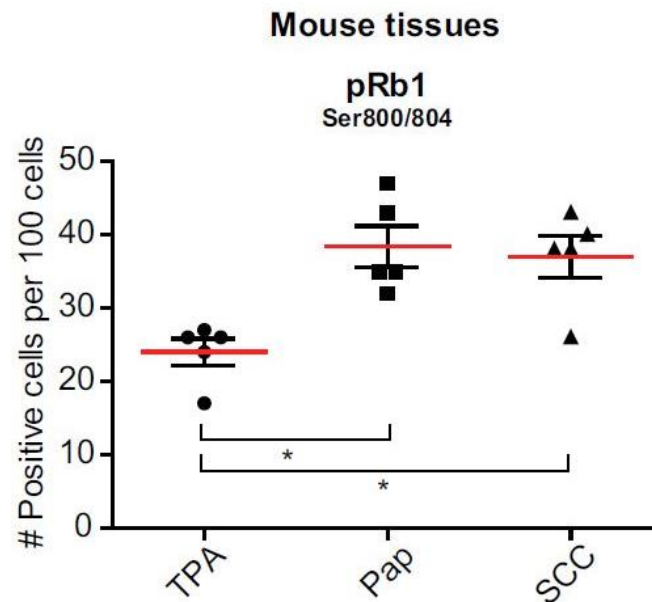 Mouse tissues
pRb1
Ser800/804
# Positive cells per 100 cells
50
40
30
20
10
0
*
*
TPA
Pap
SCC